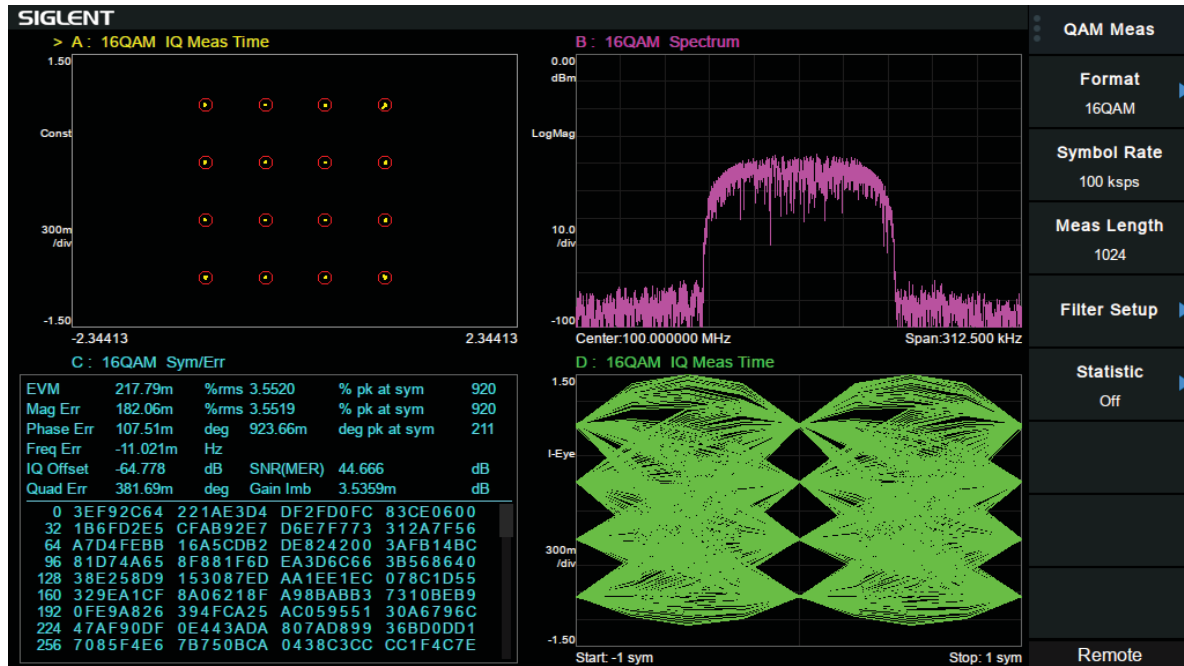 SIGLENT
> A: 16QAM IQ Meas Time
1.50
Const
300m
/div
-1.50
-2.34413 2.34413
B: 16QAM Spectrum
0.00
dBm
LogMag
10.0
/div
-100
Center:100.000000 MHz Span:312.500 kHz
C: 16QAM Sym/Err
EVM 217.79m %rms 3.5520 % pk at sym 920
Mag Err 182.06m %rms 3.5519 % pk at sym 920
Phase Err 107.51m deg 923.66m deg pk at sym 211
Freq Err -11.021m Hz
IQ Offset -64.778 dB SNR(MER) 44.666 dB
Quad Err 381.69m deg Gain Imb 3.5359m dB
0 3EF92C64 221AE3D4 DF2FD0FC 83CE0600
32 1B6FD2E5 CFAB92E7 D6E7F773 312A7F56
64 A7D4FEBB 16A5CDB2 DE824200 3AFB14BC
96 81D74A65 8F881F6D EA3D6C66 3B568640
128 38E258D9 153087ED AA1EE1EC 078C1D55
160 329EA1CF 8A06218F A98BABB3 7310BEB9
192 0FE9A826 394FCA25 AC059551 30A6796C
224 47AF90DF 0E443ADA 807AD899 36BD0DD1
256 7085F4E6 7B750BCA 0438C3CC CC1F4C7E
D: 16QAM IQ Meas Time
1.50
I-Eye
300m
/div
-1.50
Start: -1 sym Stop: 1 sym
QAM Meas
Format
16QAM
Symbol Rate
100 ksps
Meas Length
1024
Filter Setup
Statistic
Off
Remote